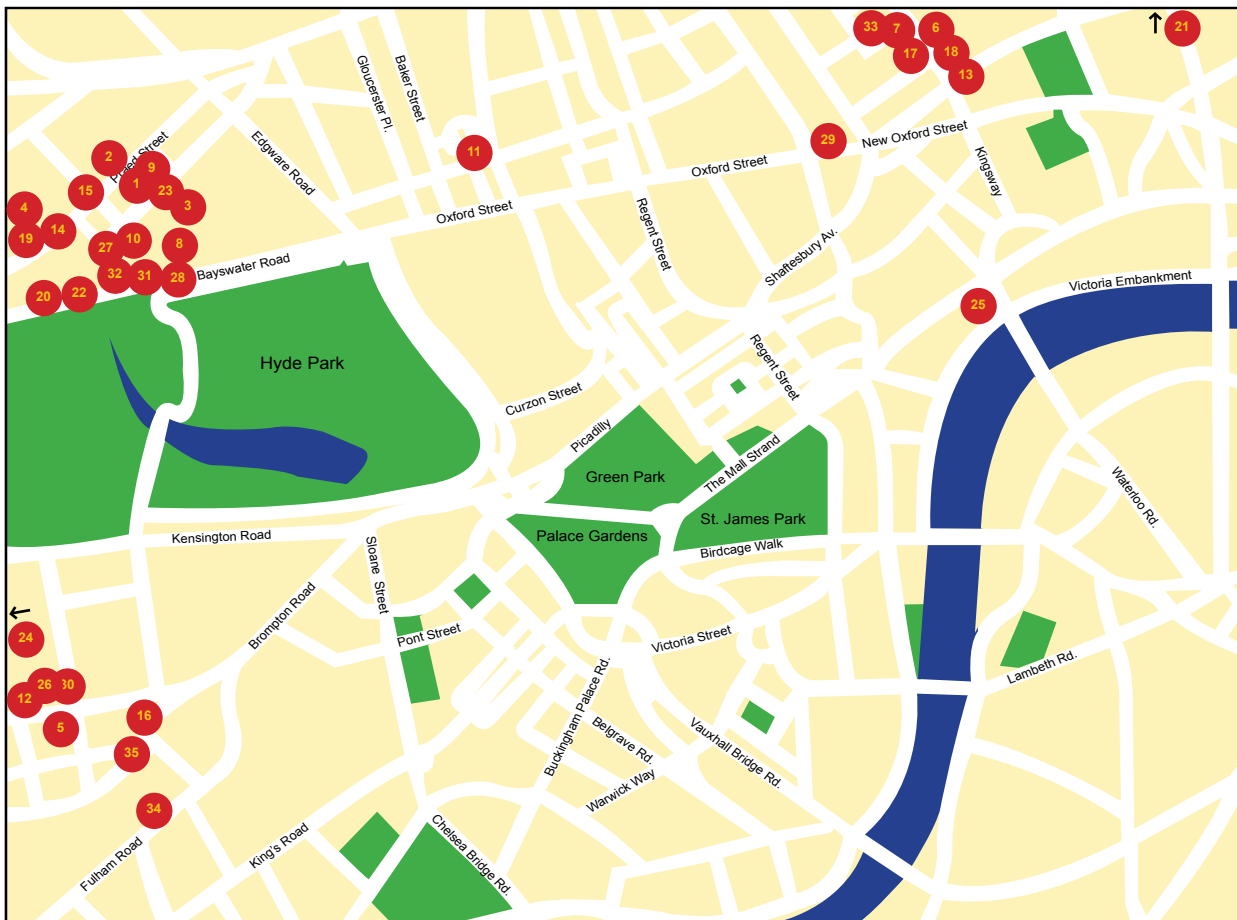 33
7
6
21
17
18
13
Gloucerster Pl.
Baker Street
11
29
New Oxford Street
Oxford Street
Kingsway
2
Praed Street
9
1
23
15
3
Edgware Road
4
14
19
Oxford Street
Regent Street
27
10
8
Shaftesbury Av.
32
31
28
Bayswater Road
20
22
Victoria Embankment
25
Hyde Park
Regent Street
Curzon Street
Picadilly
Green Park
The Mall Strand
Waterloo Rd.
St. James Park
Kensington Road
Palace Gardens
Birdcage Walk
Sloane Street
Brompton Road
24
Pont Street
Victoria Street
Lambeth Rd.
26
30
12
5
16
35
Buckingham Palace Rd.
Belgrave Rd.
Vauxhall Bridge Rd.
Warwick Way
34
Fulham Road
King's Road
Chelsea Bridge Rd.